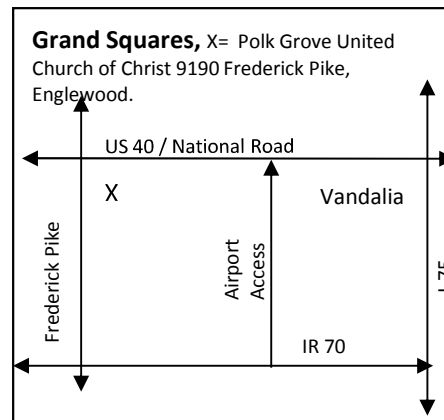 Grand Squares, X= Polk Grove United
Church of Christ 9190 Frederick Pike,
Englewood.
US 40 / National Road
X
Vandalia
Frederick Pike
Airport
Access
IR 70